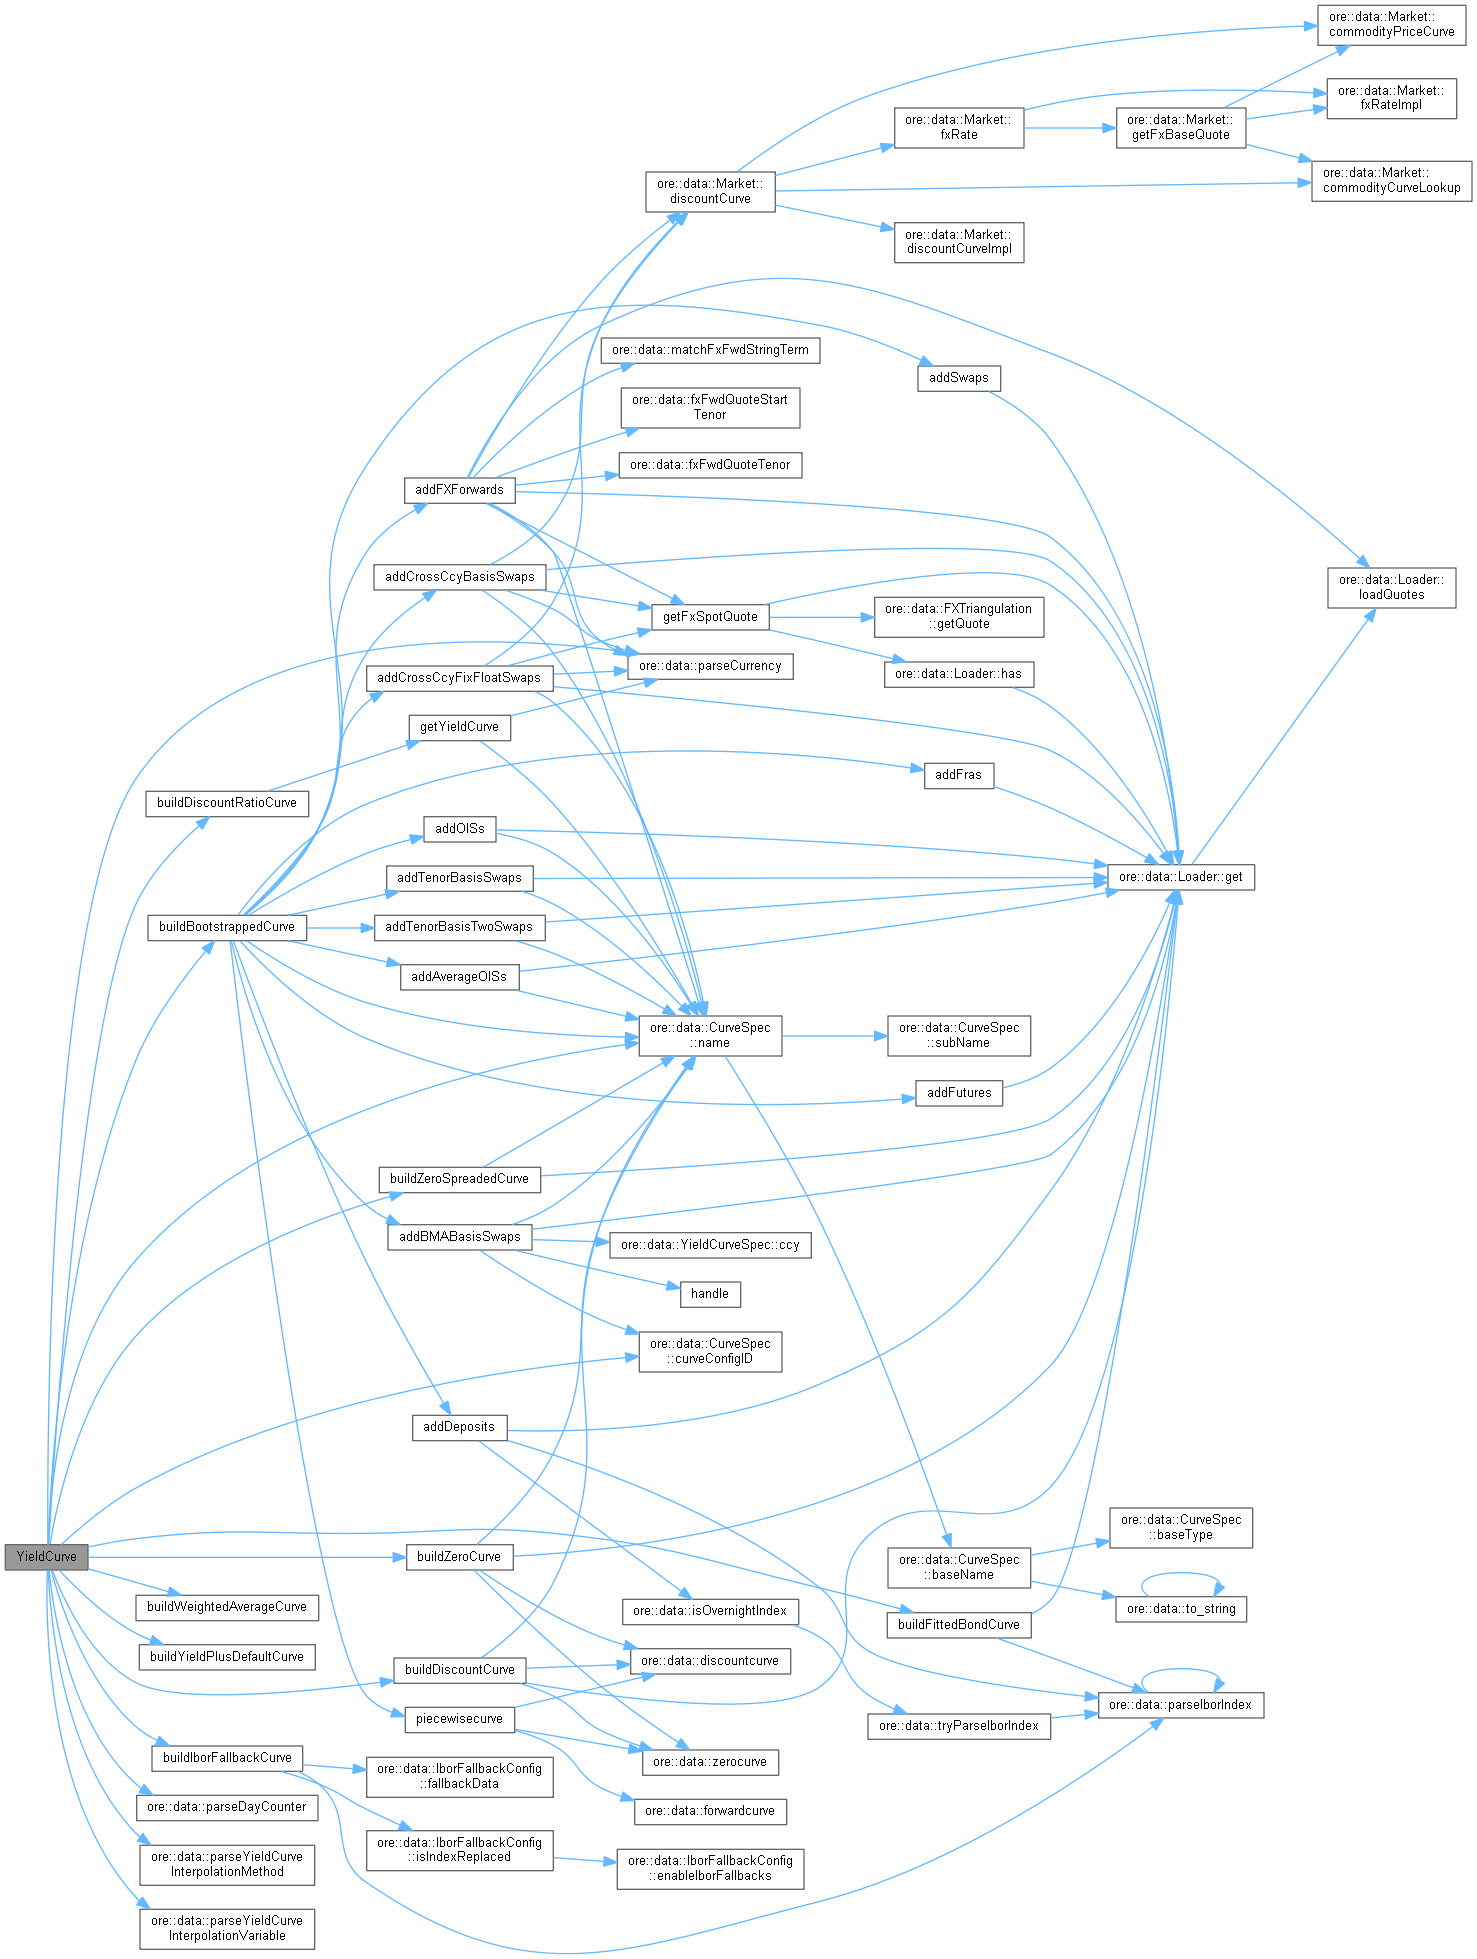 ore::data::Market::
commodityPriceCurve
ore::data::Market::
fxRateImpl
ore::data::Market::
fxRate
ore::data::Market::
getFxBaseQuote
ore::data::Market::
commodityCurveLookup
ore::data::Market::
discountCurve
ore::data::Market::
discountCurveImpl
ore::data::matchFxFwdStringTerm
addSwaps
ore::data::fxFwdQuoteStart
Tenor
ore::data::fxFwdQuoteTenor
addFXForwards
addCrossCcyBasisSwaps
ore::data::Loader::
loadQuotes
getFxSpotQuote
ore::data::FXTriangulation
::getQuote
ore::data::parseCurrency
ore::data::Loader::has
addCrossCcyFixFloatSwaps
getYieldCurve
addFras
buildDiscountRatioCurve
addOISs
addTenorBasisSwaps
ore::data::Loader::get
buildBootstrappedCurve
addTenorBasisTwoSwaps
addAverageOISs
ore::data::CurveSpec
::name
ore::data::CurveSpec
::subName
addFutures
buildZeroSpreadedCurve
addBMABasisSwaps
ore::data::YieldCurveSpec::ccy
handle
ore::data::CurveSpec
::curveConfigID
addDeposits
ore::data::CurveSpec
::baseType
YieldCurve
buildZeroCurve
ore::data::CurveSpec
::baseName
ore::data::to_string
buildWeightedAverageCurve
ore::data::isOvernightIndex
buildFittedBondCurve
buildYieldPlusDefaultCurve
buildDiscountCurve
ore::data::discountcurve
ore::data::parseIborIndex
piecewisecurve
ore::data::tryParseIborIndex
buildIborFallbackCurve
ore::data::zerocurve
ore::data::IborFallbackConfig
::fallbackData
ore::data::parseDayCounter
ore::data::forwardcurve
ore::data::parseYieldCurve
InterpolationMethod
ore::data::IborFallbackConfig
::isIndexReplaced
ore::data::IborFallbackConfig
::enableIborFallbacks
ore::data::parseYieldCurve
InterpolationVariable